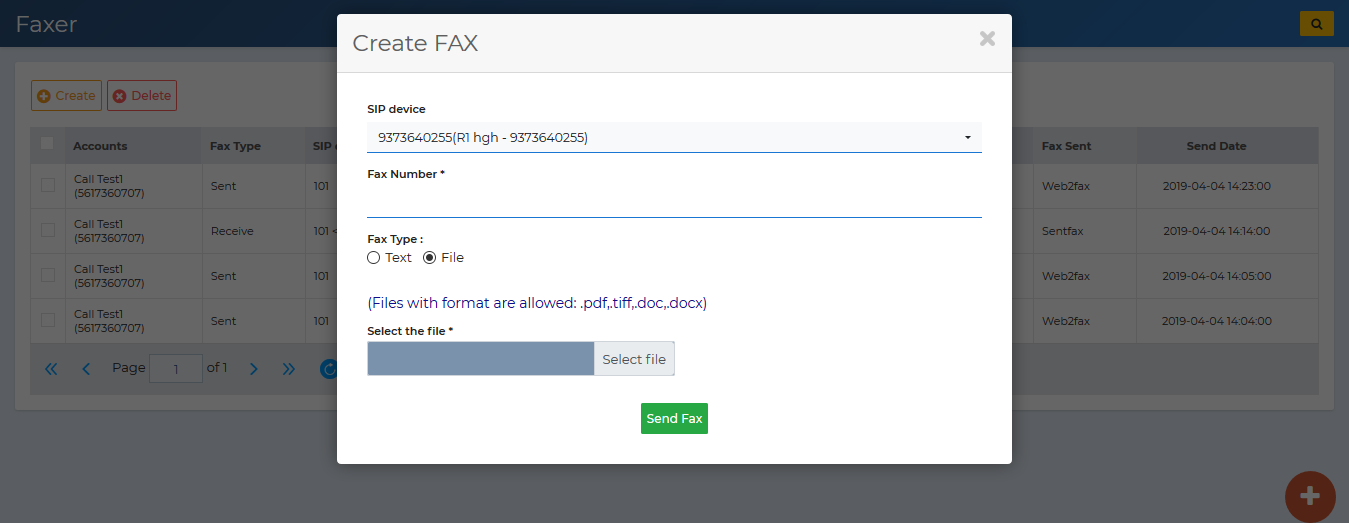 Faxer
Create FAX
Create
Delete
Accounts
Fax Type
SIP
Fax Sent
Send Date
Call Test1
(5617360707)
Sent
101
Web2fax
2019-04-04 14:23:00
Call Test1
(5617360707)
Receive
101 <
Sentfax
2019-04-04 14:14:00
Call Test1
(5617360707)
Sent
101
Web2fax
2019-04-04 14:05:00
Call Test1
(5617360707)
Sent
101
Web2fax
2019-04-04 14:04:00
Page
1
of 1
SIP device
9373640255(R1 hgh - 9373640255)
Fax Number *
Fax Type :
Text
File
(Files with format are allowed: .pdf,.tiff,.doc,.docx)
Select the file *
Select file
Send Fax